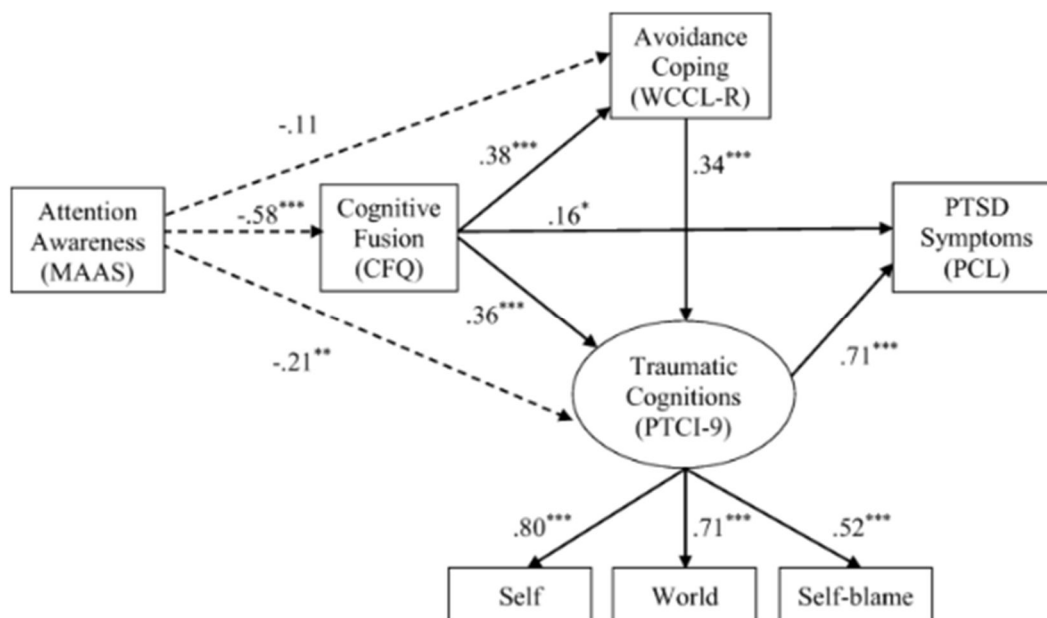 Avoidance
Coping
(WCCL-R)
-.11
.38***
.34***
Attention
Awareness
(MAAS)
-.58***
Cognitive
Fusion
(CFQ)
.16*
PTSD
Symptoms
(PCL)
.36***
-.21**
Traumatic
Cognitions
(PTCI-9)
.71***
.80***
.71***
.52***
Self
World
Self-blame